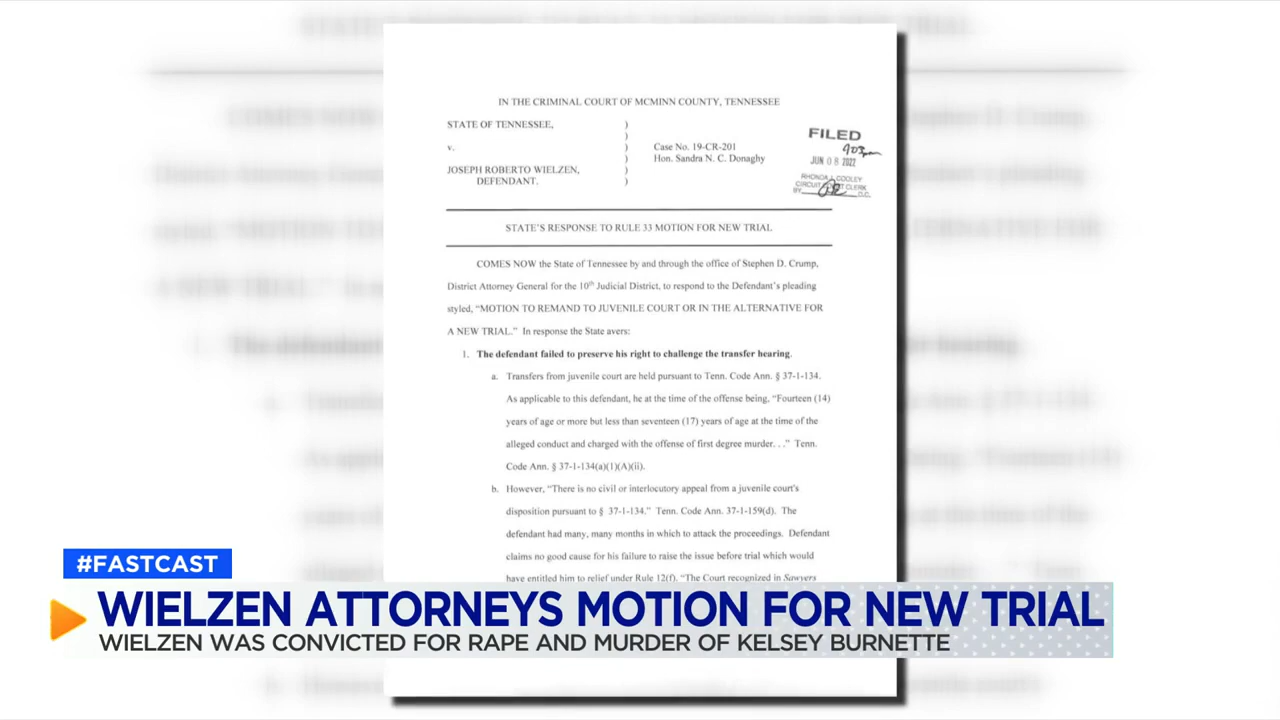 IN THE CRIMINAL COURT OF MCMINN COUNTY, TENNESSEE
STATE OF TENNESSEE, )
)
v. ) Case No. 19-CR-201
) Hon. Sandra N. C. Donaghy
JOSEPH ROBERTO WIELZEN, )
DEFENDANT. )
FILED
JUN 08 2022
RHONDA J. COOLEY
CIRCUIT COURT CLERK
BY D.C.
STATE'S RESPONSE TO RULE 33 MOTION FOR NEW TRIAL
COMES NOW the State of Tennessee by and through the office of Stephen D. Crump,
District Attorney General for the 10th Judicial District, to respond to the Defendant's pleading
styled, "MOTION TO REMAND TO JUVENILE COURT OR IN THE ALTERNATIVE FOR
A NEW TRIAL." In response the State avers:
1. The defendant failed to preserve his right to challenge the transfer hearing.
a. Transfers from juvenile court are held pursuant to Tenn. Code Ann. § 37-1-134.
As applicable to this defendant, he at the time of the offense being, "Fourteen (14)
years of age or more but less than seventeen (17) years of age at the time of the
alleged conduct and charged with the offense of first degree murder. . ." Tenn.
Code Ann. § 37-1-134(a)(1)(A)(ii).
b. However, "There is no civil or interlocutory appeal from a juvenile court's
disposition pursuant to § 37-1-134." Tenn. Code Ann. 37-1-159(d). The
defendant had many, many months in which to attack the proceedings. Defendant
claims no good cause for his failure to raise the issue before trial which would
have entitled him to relief under Rule 12(f). "The Court recognized in Sawyers
#FASTCAST
WIELZEN ATTORNEYS MOTION FOR NEW TRIAL
WIELZEN WAS CONVICTED FOR RAPE AND MURDER OF KELSEY BURNETTE